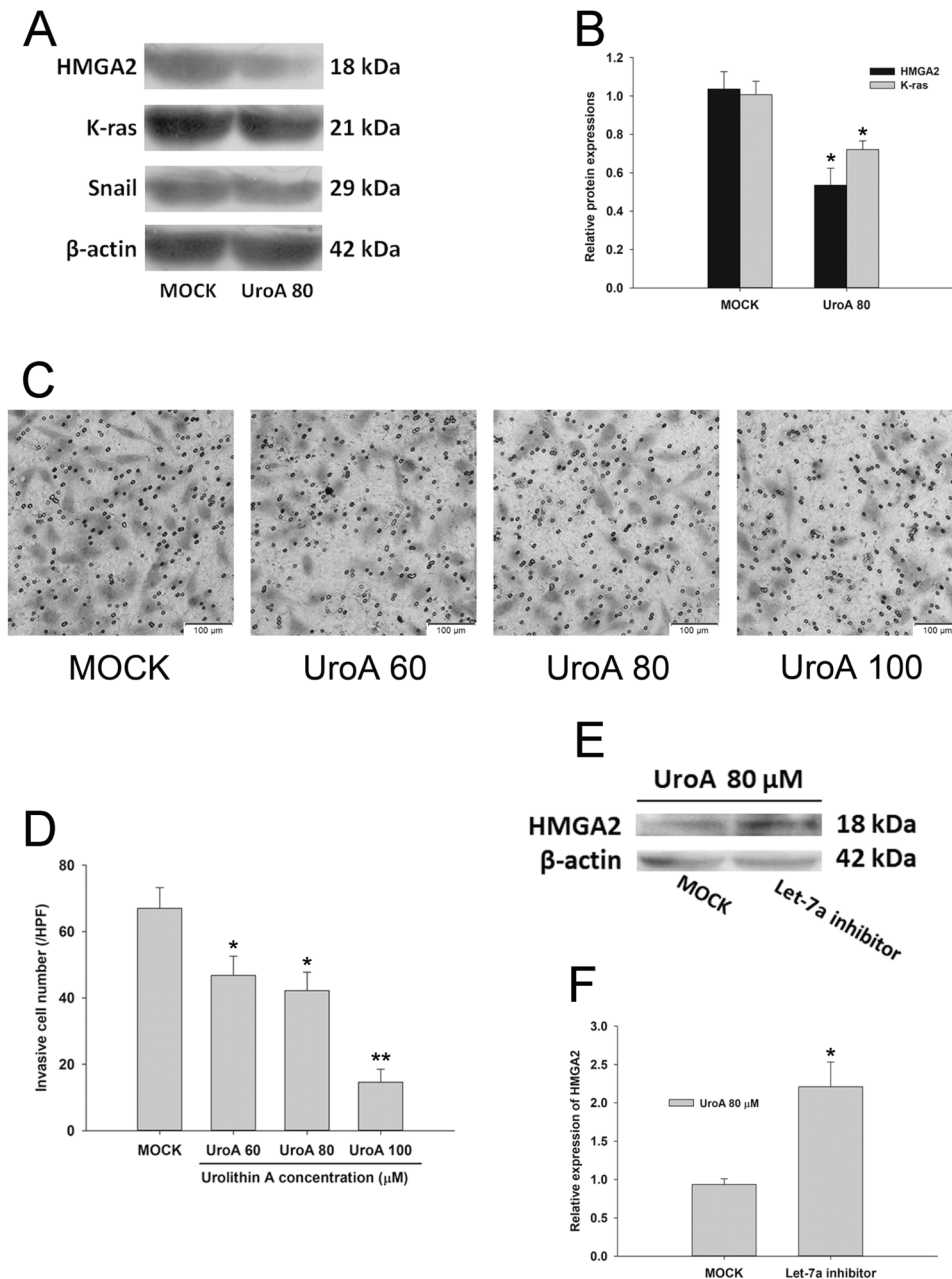 A
HMGA2 18 kDa
K-ras 21 kDa
Snail 29 kDa
β-actin 42 kDa
MOCK UroA 80
B
Relative protein expressions
1.2
1.0
0.8
0.6
0.4
0.2
0.0
HMGA2
K-ras
*
*
MOCK UroA 80
C
100 µm 100 µm 100 µm 100 µm
MOCK UroA 60 UroA 80 UroA 100
D
Invasive cell number (/HPF)
80
60
40
20
0
*
*
**
MOCK UroA 60 UroA 80 UroA 100
Urolithin A concentration (µM)
E
UroA 80 µM
HMGA2 18 kDa
β-actin 42 kDa
MOCK Let-7a inhibitor
F
Relative expression of HMGA2
3.0
2.5
2.0
1.5
1.0
0.5
0.0
UroA 80 µM
*
MOCK Let-7a inhibitor